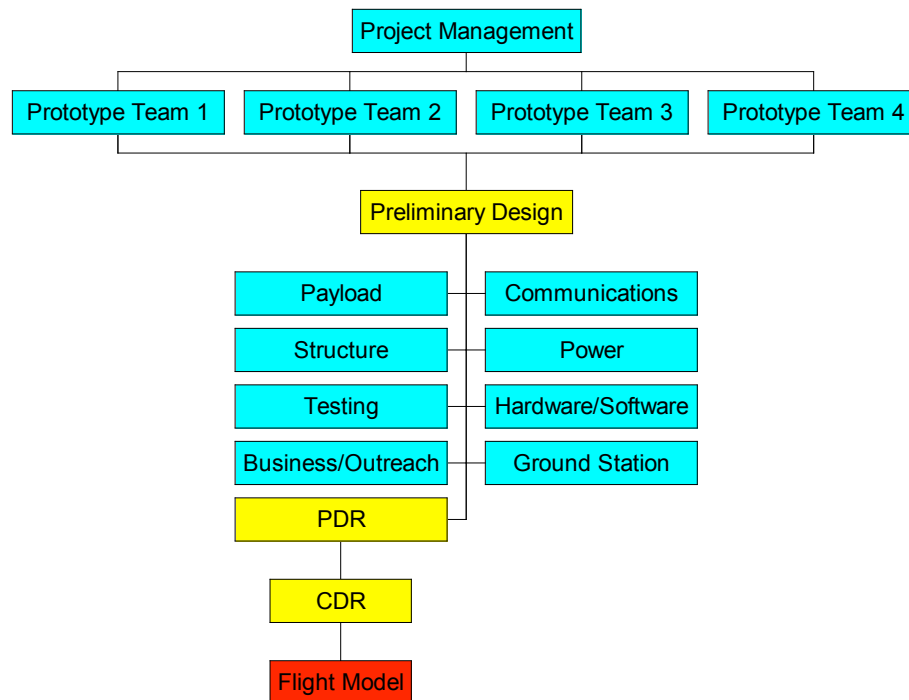 Project Management
Prototype Team 1
Prototype Team 2
Prototype Team 3
Prototype Team 4
Preliminary Design
Payload
Communications
Structure
Power
Testing
Hardware/Software
Business/Outreach
Ground Station
PDR
CDR
Flight Model